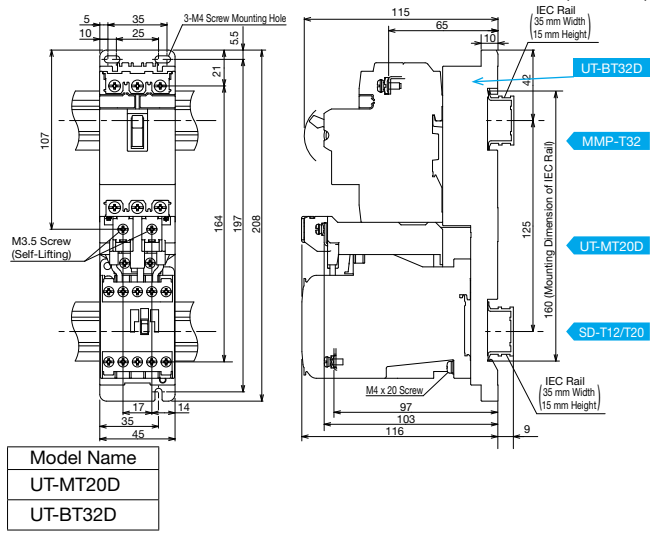 5
35
3-M4 Screw Mounting Hole
10
25
5.5
21
107
164
197
208
M3.5 Screw
(Self-Lifting)
17
14
35
45
115
65
10
IEC Rail
(35 mm Width)
(15 mm Height)
42
UT-BT32D
MMP-T32
125
160 (Mounting Dimension of IEC Rail)
UT-MT20D
SD-T12/T20
M4 x 20 Screw
IEC Rail
(35 mm Width)
(15 mm Height)
97
103
116
9
Model Name
UT-MT20D
UT-BT32D